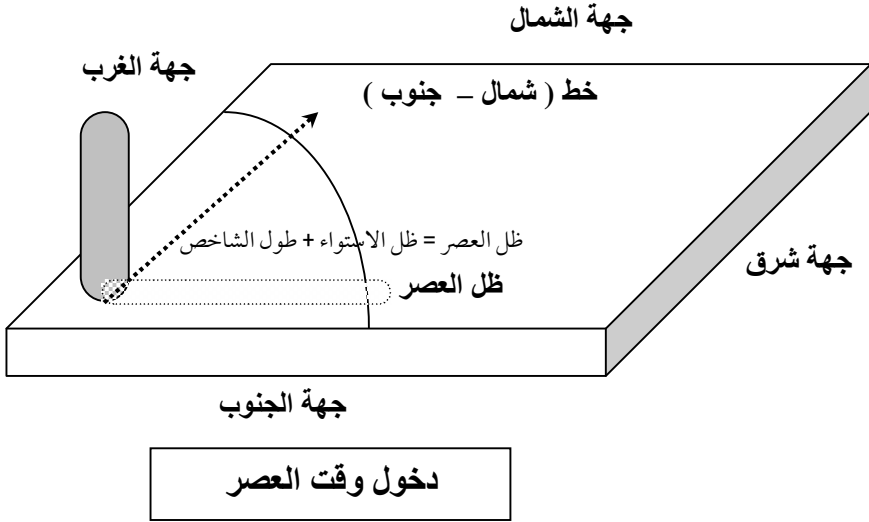 جهة الشمال
جهة الغرب
خط ( شمال – جنوب )
ظل العصر = ظل الاستواء + طول الشاخص
جهة شرق
ظل العصر
جهة الجنوب
دخول وقت العصر